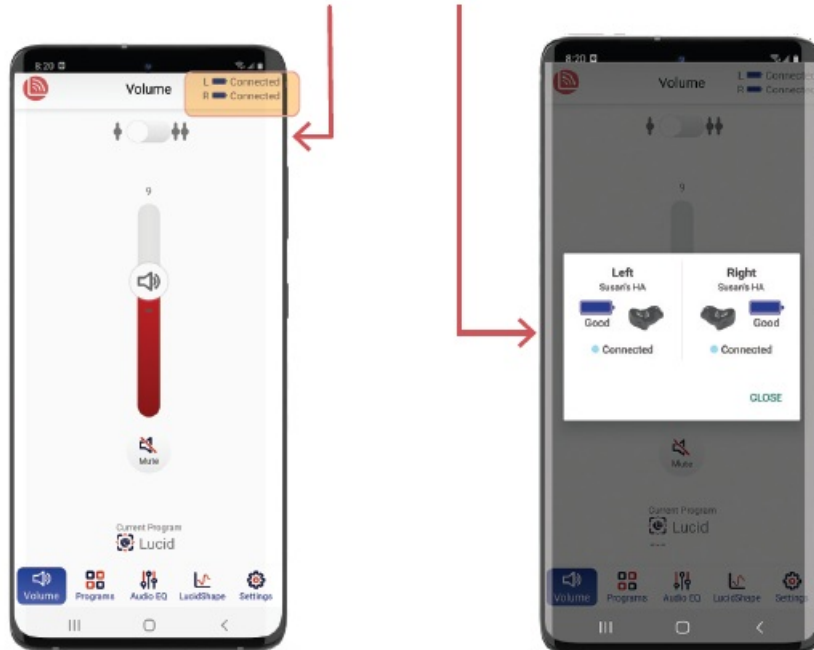 8:20
Volume
L Connected
R Connected
9
Mute
Current Program
Lucid
Volume
Programs
Audio EQ
LucidShape
Settings
8:20
Volume
L Connected
R Connected
9
Left
Susan's HA
Good
Connected
Right
Susan's HA
Good
Connected
CLOSE
Mute
Current Program
Lucid
---
Volume
Programs
Audio EQ
LucidShape
Settings